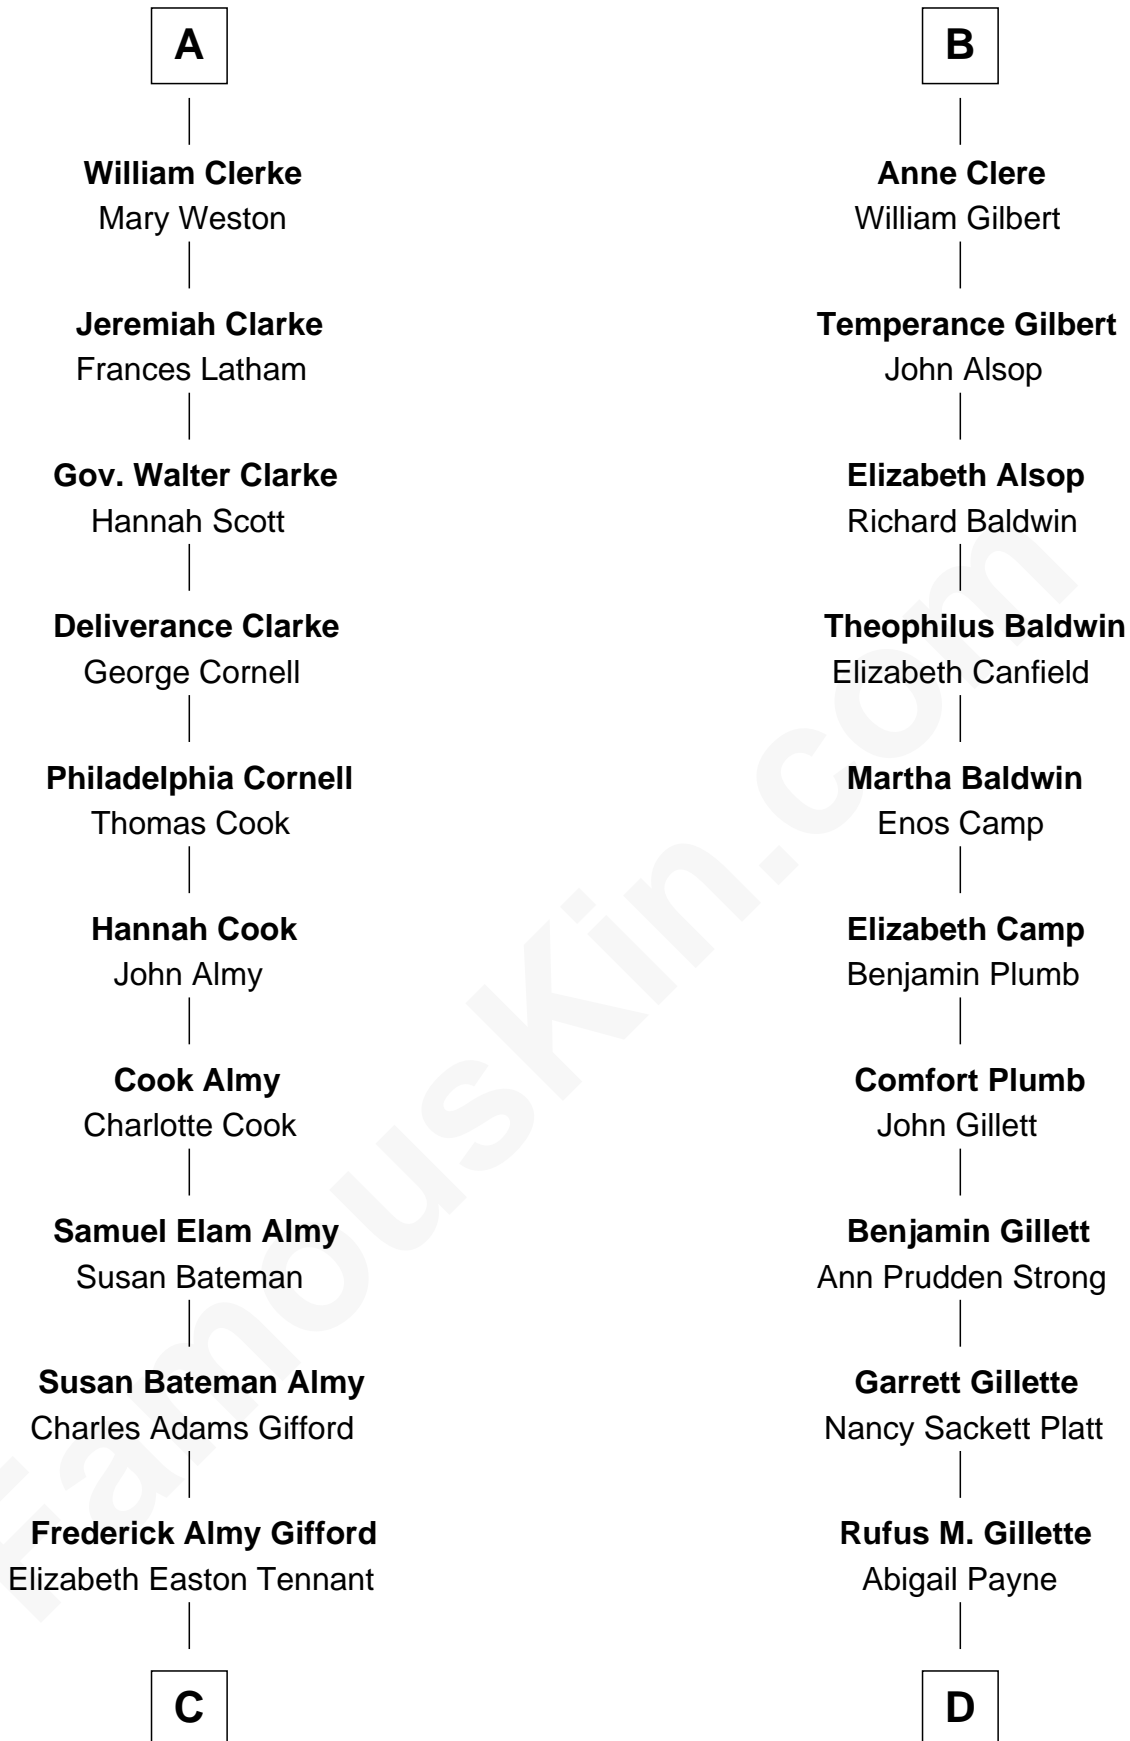 A
William Clerke
Mary Weston
Jeremiah Clarke
Frances Latham
Gov. Walter Clarke
Hannah Scott
Deliverance Clarke
George Cornell
Philadelphia Cornell
Thomas Cook
Hannah Cook
John Almy
Cook Almy
Charlotte Cook
Samuel Elam Almy
Susan Bateman
Susan Bateman Almy
Charles Adams Gifford
Frederick Almy Gifford
Elizabeth Easton Tennant
C
B
Anne Clere
William Gilbert
Temperance Gilbert
John Alsop
Elizabeth Alsop
Richard Baldwin
Theophilus Baldwin
Elizabeth Canfield
Martha Baldwin
Enos Camp
Elizabeth Camp
Benjamin Plumb
Comfort Plumb
John Gillett
Benjamin Gillett
Ann Prudden Strong
Garrett Gillette
Nancy Sackett Platt
Rufus M. Gillette
Abigail Payne
D
FamousKin.com